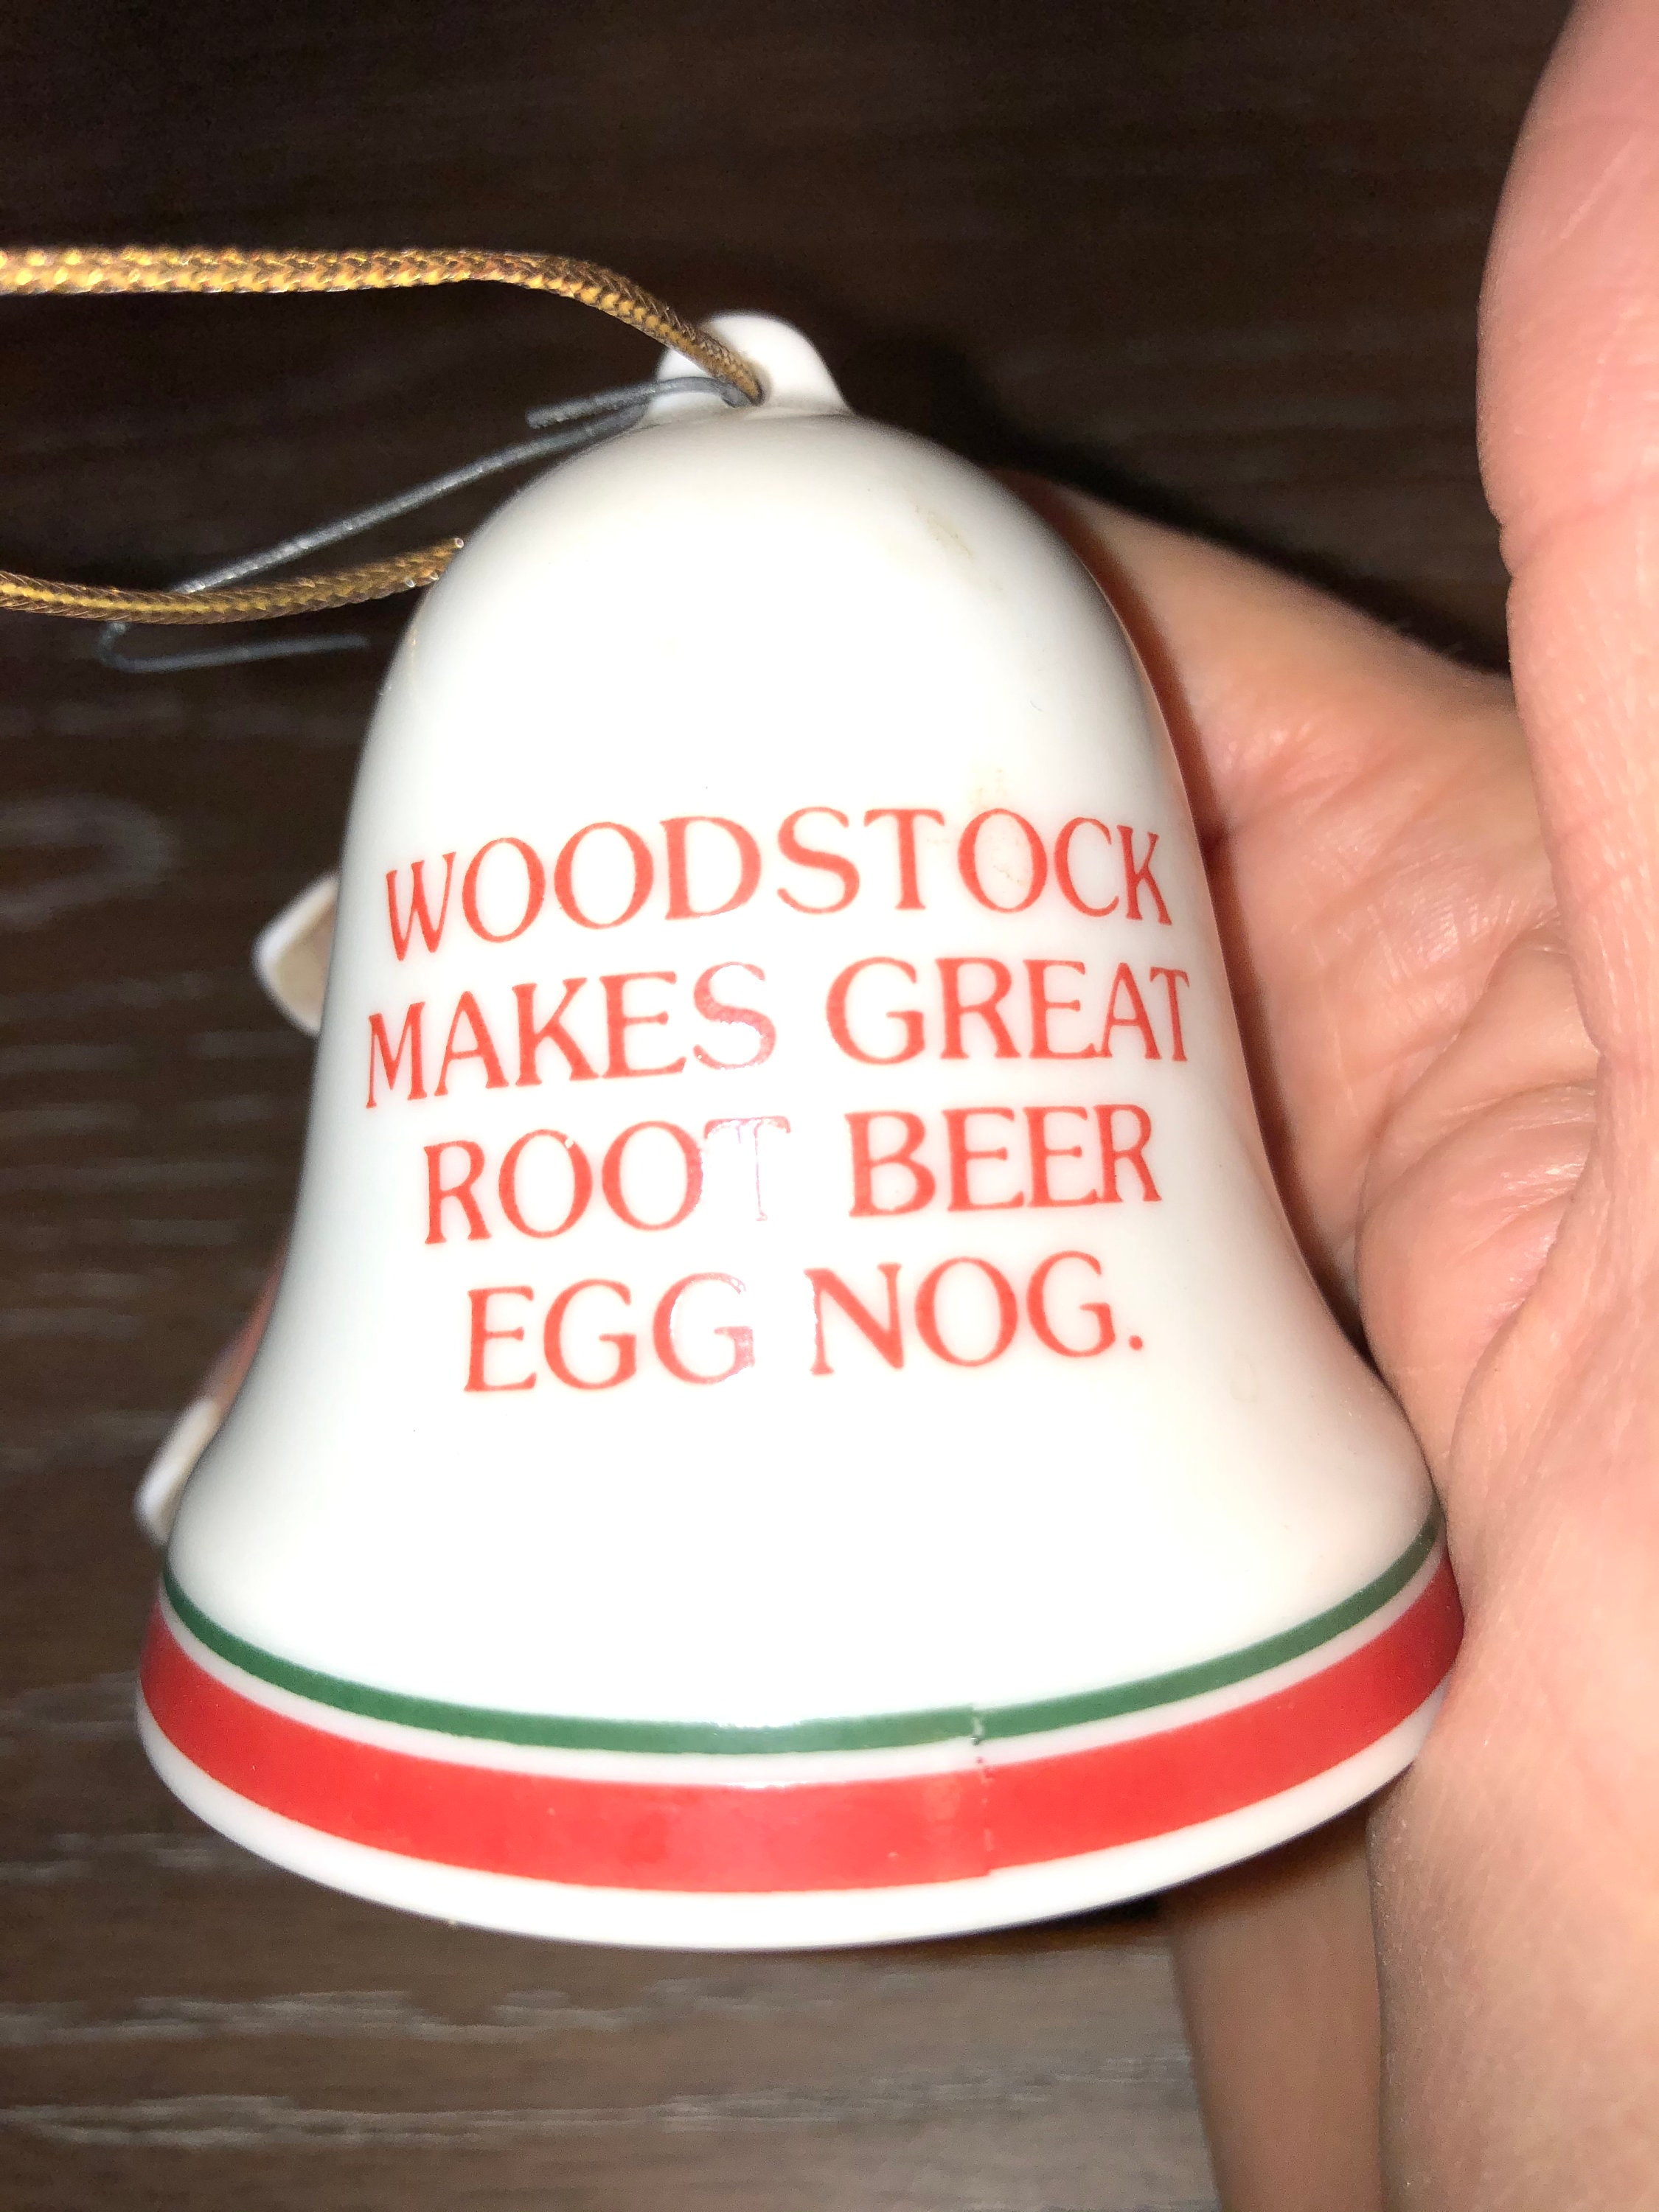 WOODSTOCK
MAKES GREAT
ROOT BEER
EGG NOG.